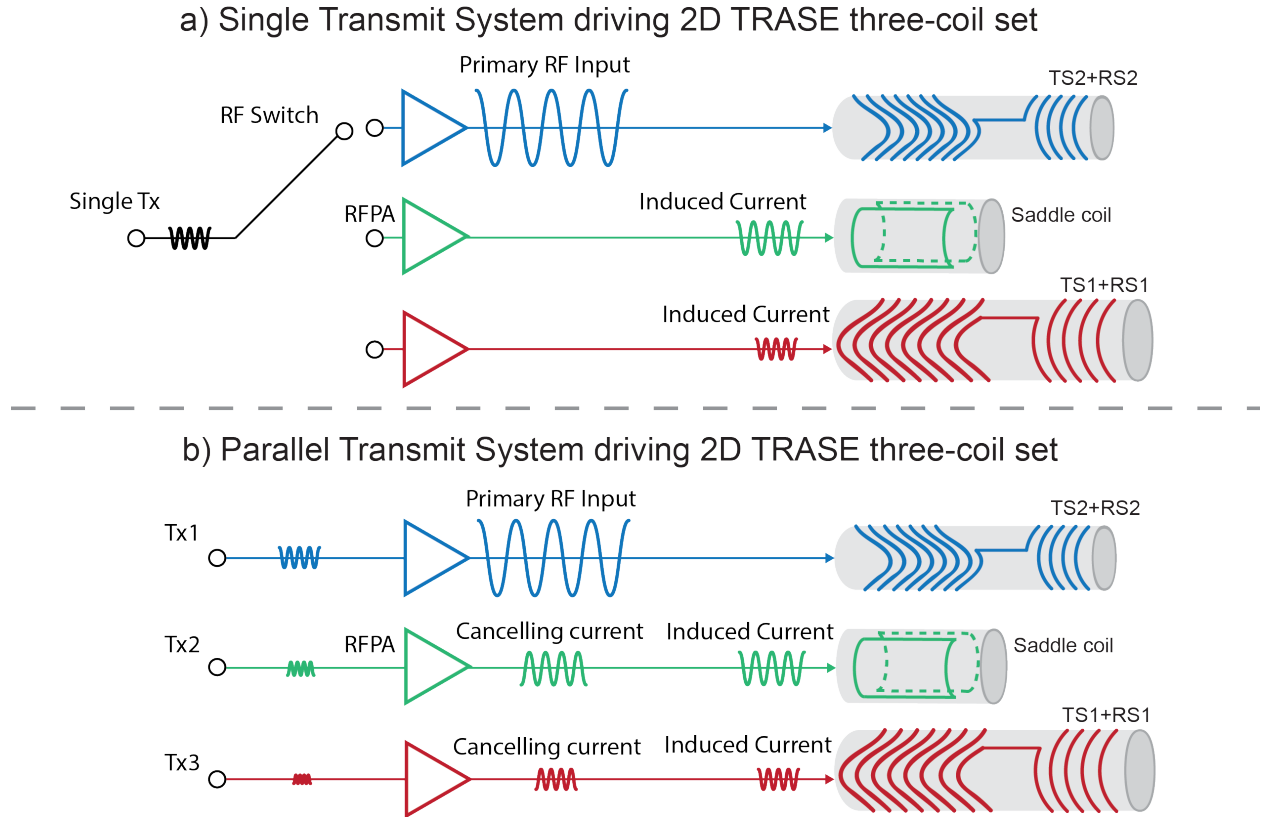 a) Single Transmit System driving 2D TRASE three-coil set
Primary RF Input
TS2+RS2
RF Switch
Single Tx
RFPA
Induced Current
Saddle coil
Induced Current
TS1+RS1
b) Parallel Transmit System driving 2D TRASE three-coil set
Primary RF Input
Tx1
TS2+RS2
Tx2
RFPA
Cancelling current
Induced Current
Saddle coil
Tx3
Cancelling current
Induced Current
TS1+RS1